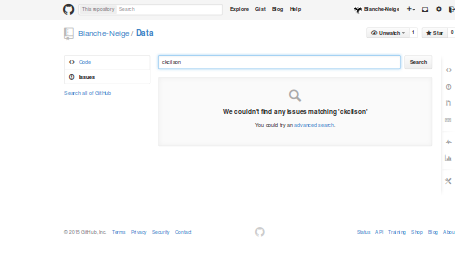 This repository Search Explore Gist Blog Help Blanche-Neige
Blanche-Neige / Data Unwatch 1 Star 0
Code
Issues
Search all of GitHub
ckclison Search
We couldn't find any issues matching 'ckclison'
You could try an advanced search.
© 2015 GitHub, Inc. Terms Privacy Security Contact Status API Training Shop Blog Abou